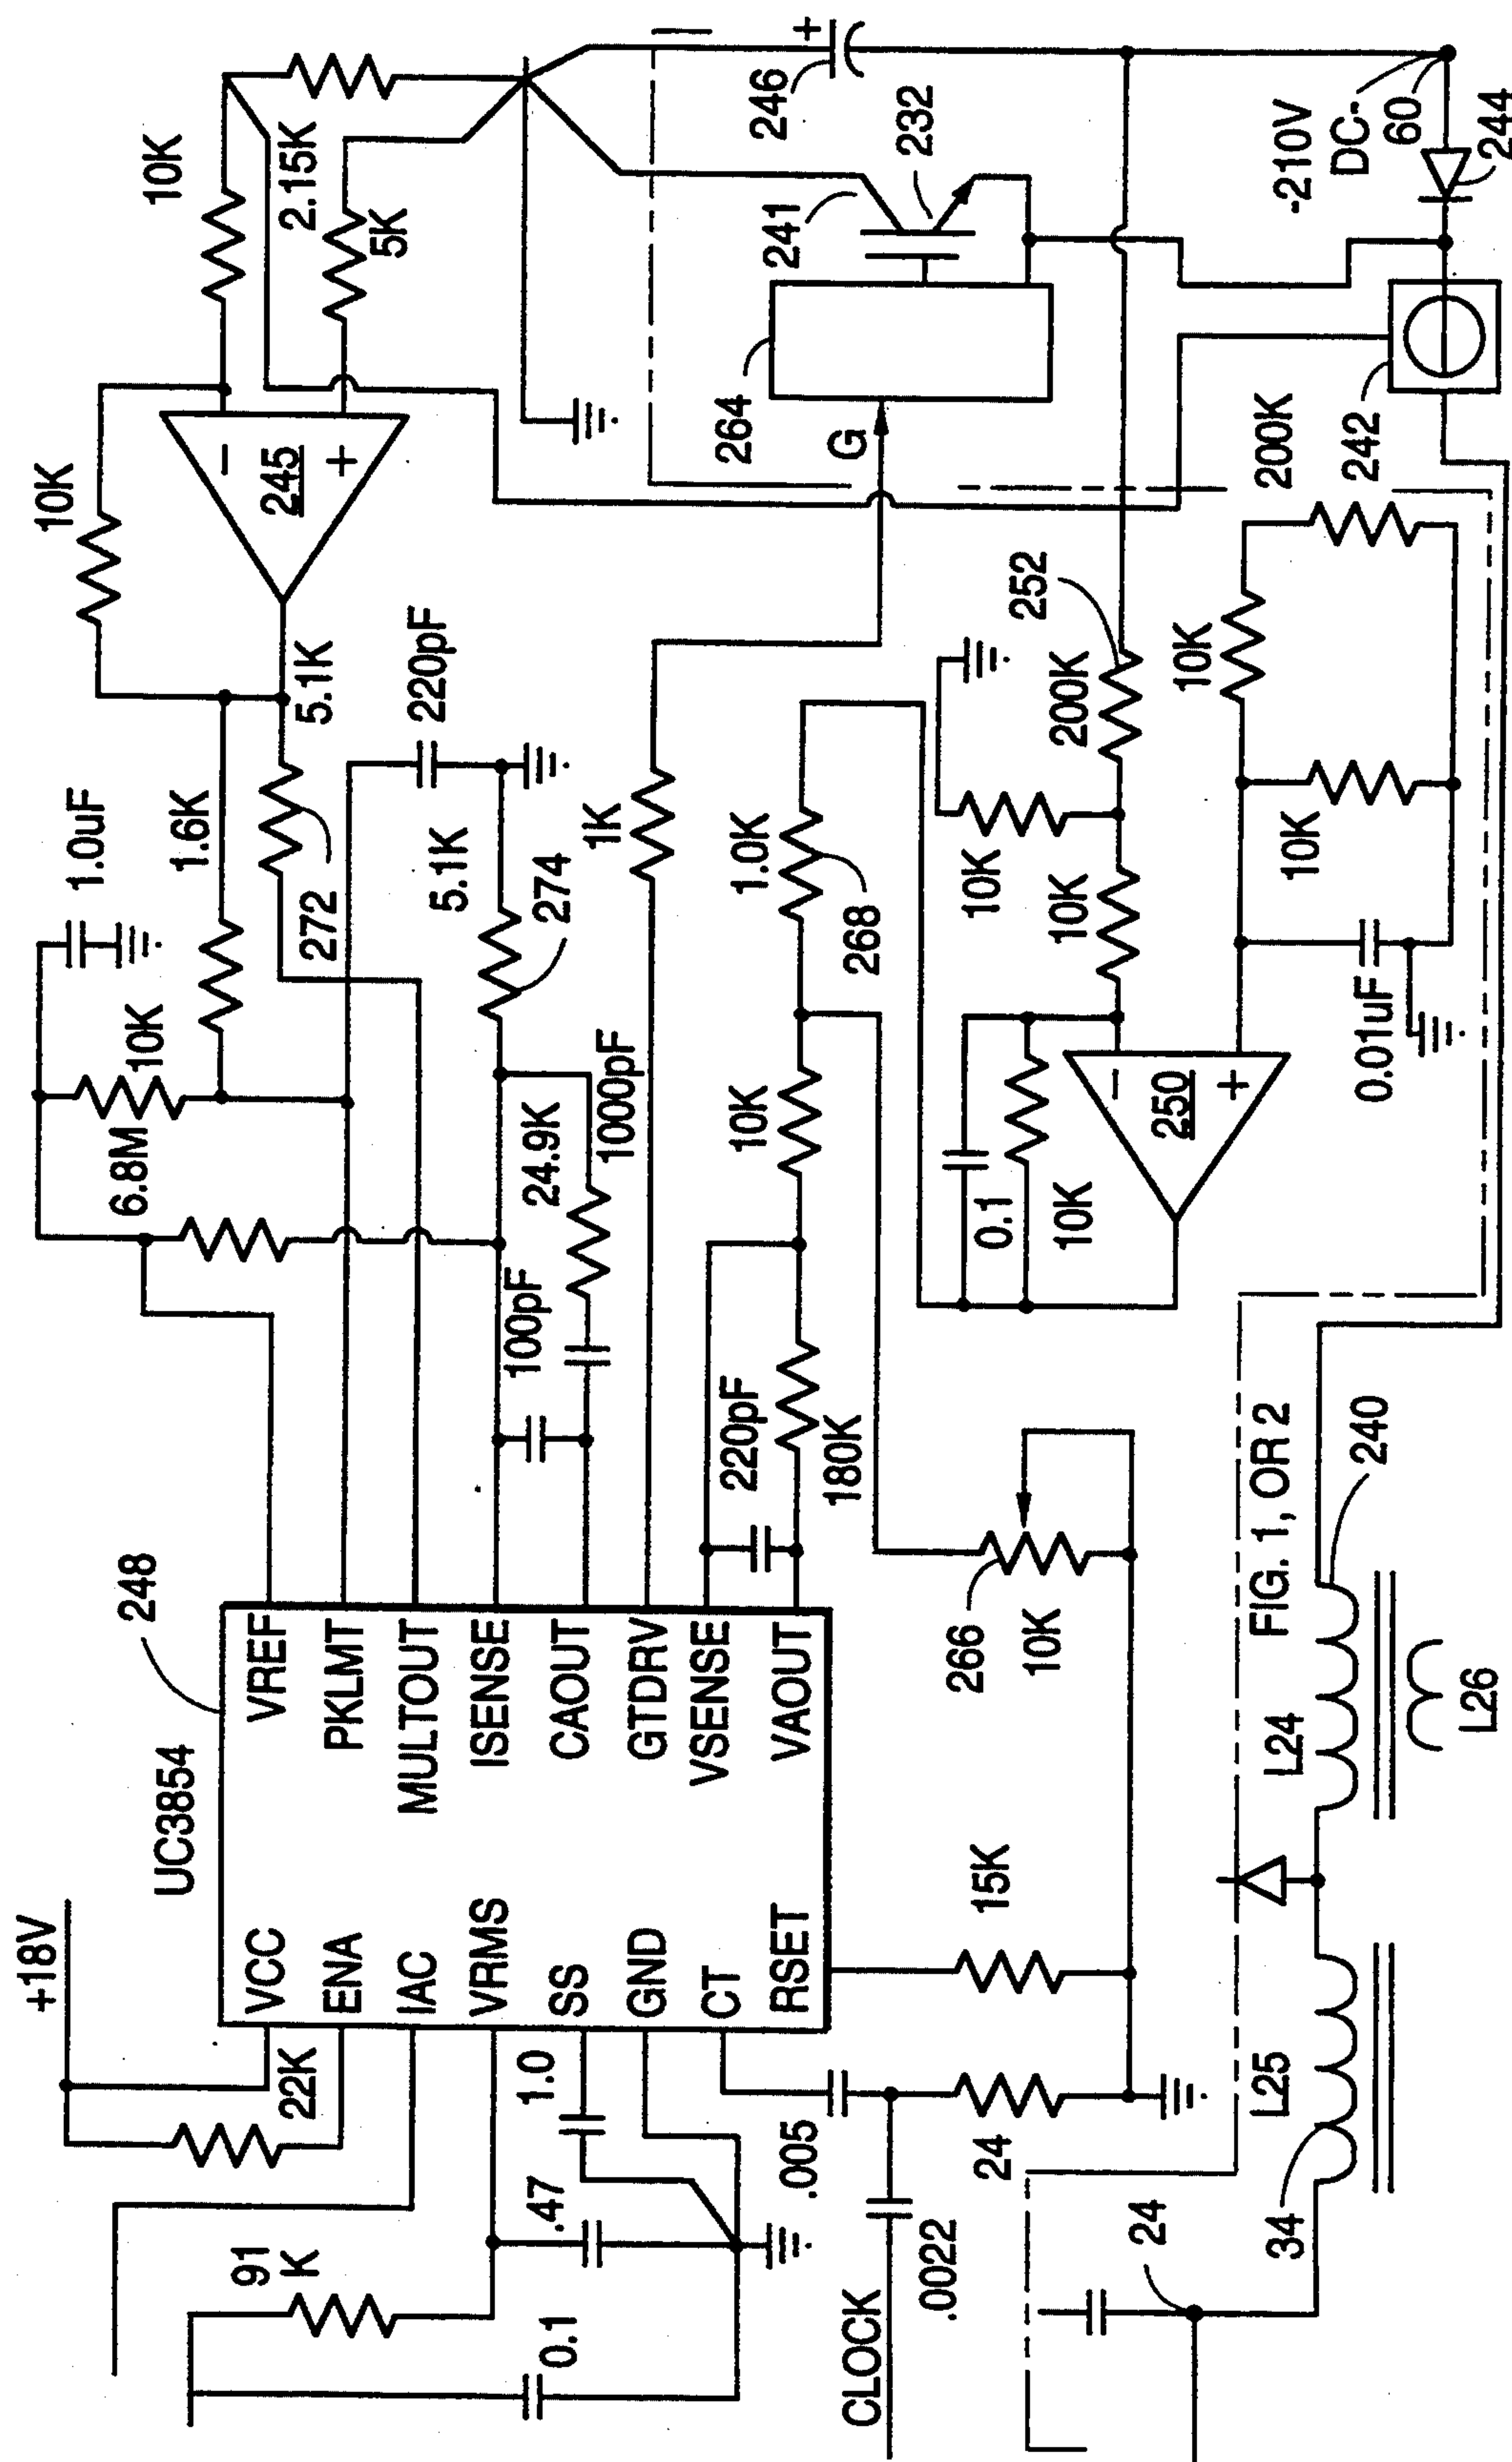 +18V
UC3854
248
VCC
ENA
IAC
VRMS
SS
GND
CT
RSET
VREF
PKLMT
MULTOUT
ISENSE
CAOUT
GTDRV
VSENSE
VAOUT
22K
91
K
.47
1.0
0.1
CLOCK
.0022
.005
24
15K
6.8M
10K
1.0uF
1.6K
272
5.1K
10K
245
−
+
10K
2.15K
5K
220pF
5.1K
274
100pF
24.9K
1000pF
1K
220pF
180K
10K
1.0K
268
266
10K
0.1
10K
250
−
+
10K
10K
200K
252
10K
10K
0.01uF
200K
242
G
264
241
232
246
+
-210V
DC-
60
244
FIG. 1, OR 2
240
L24
L26
L25
34
24